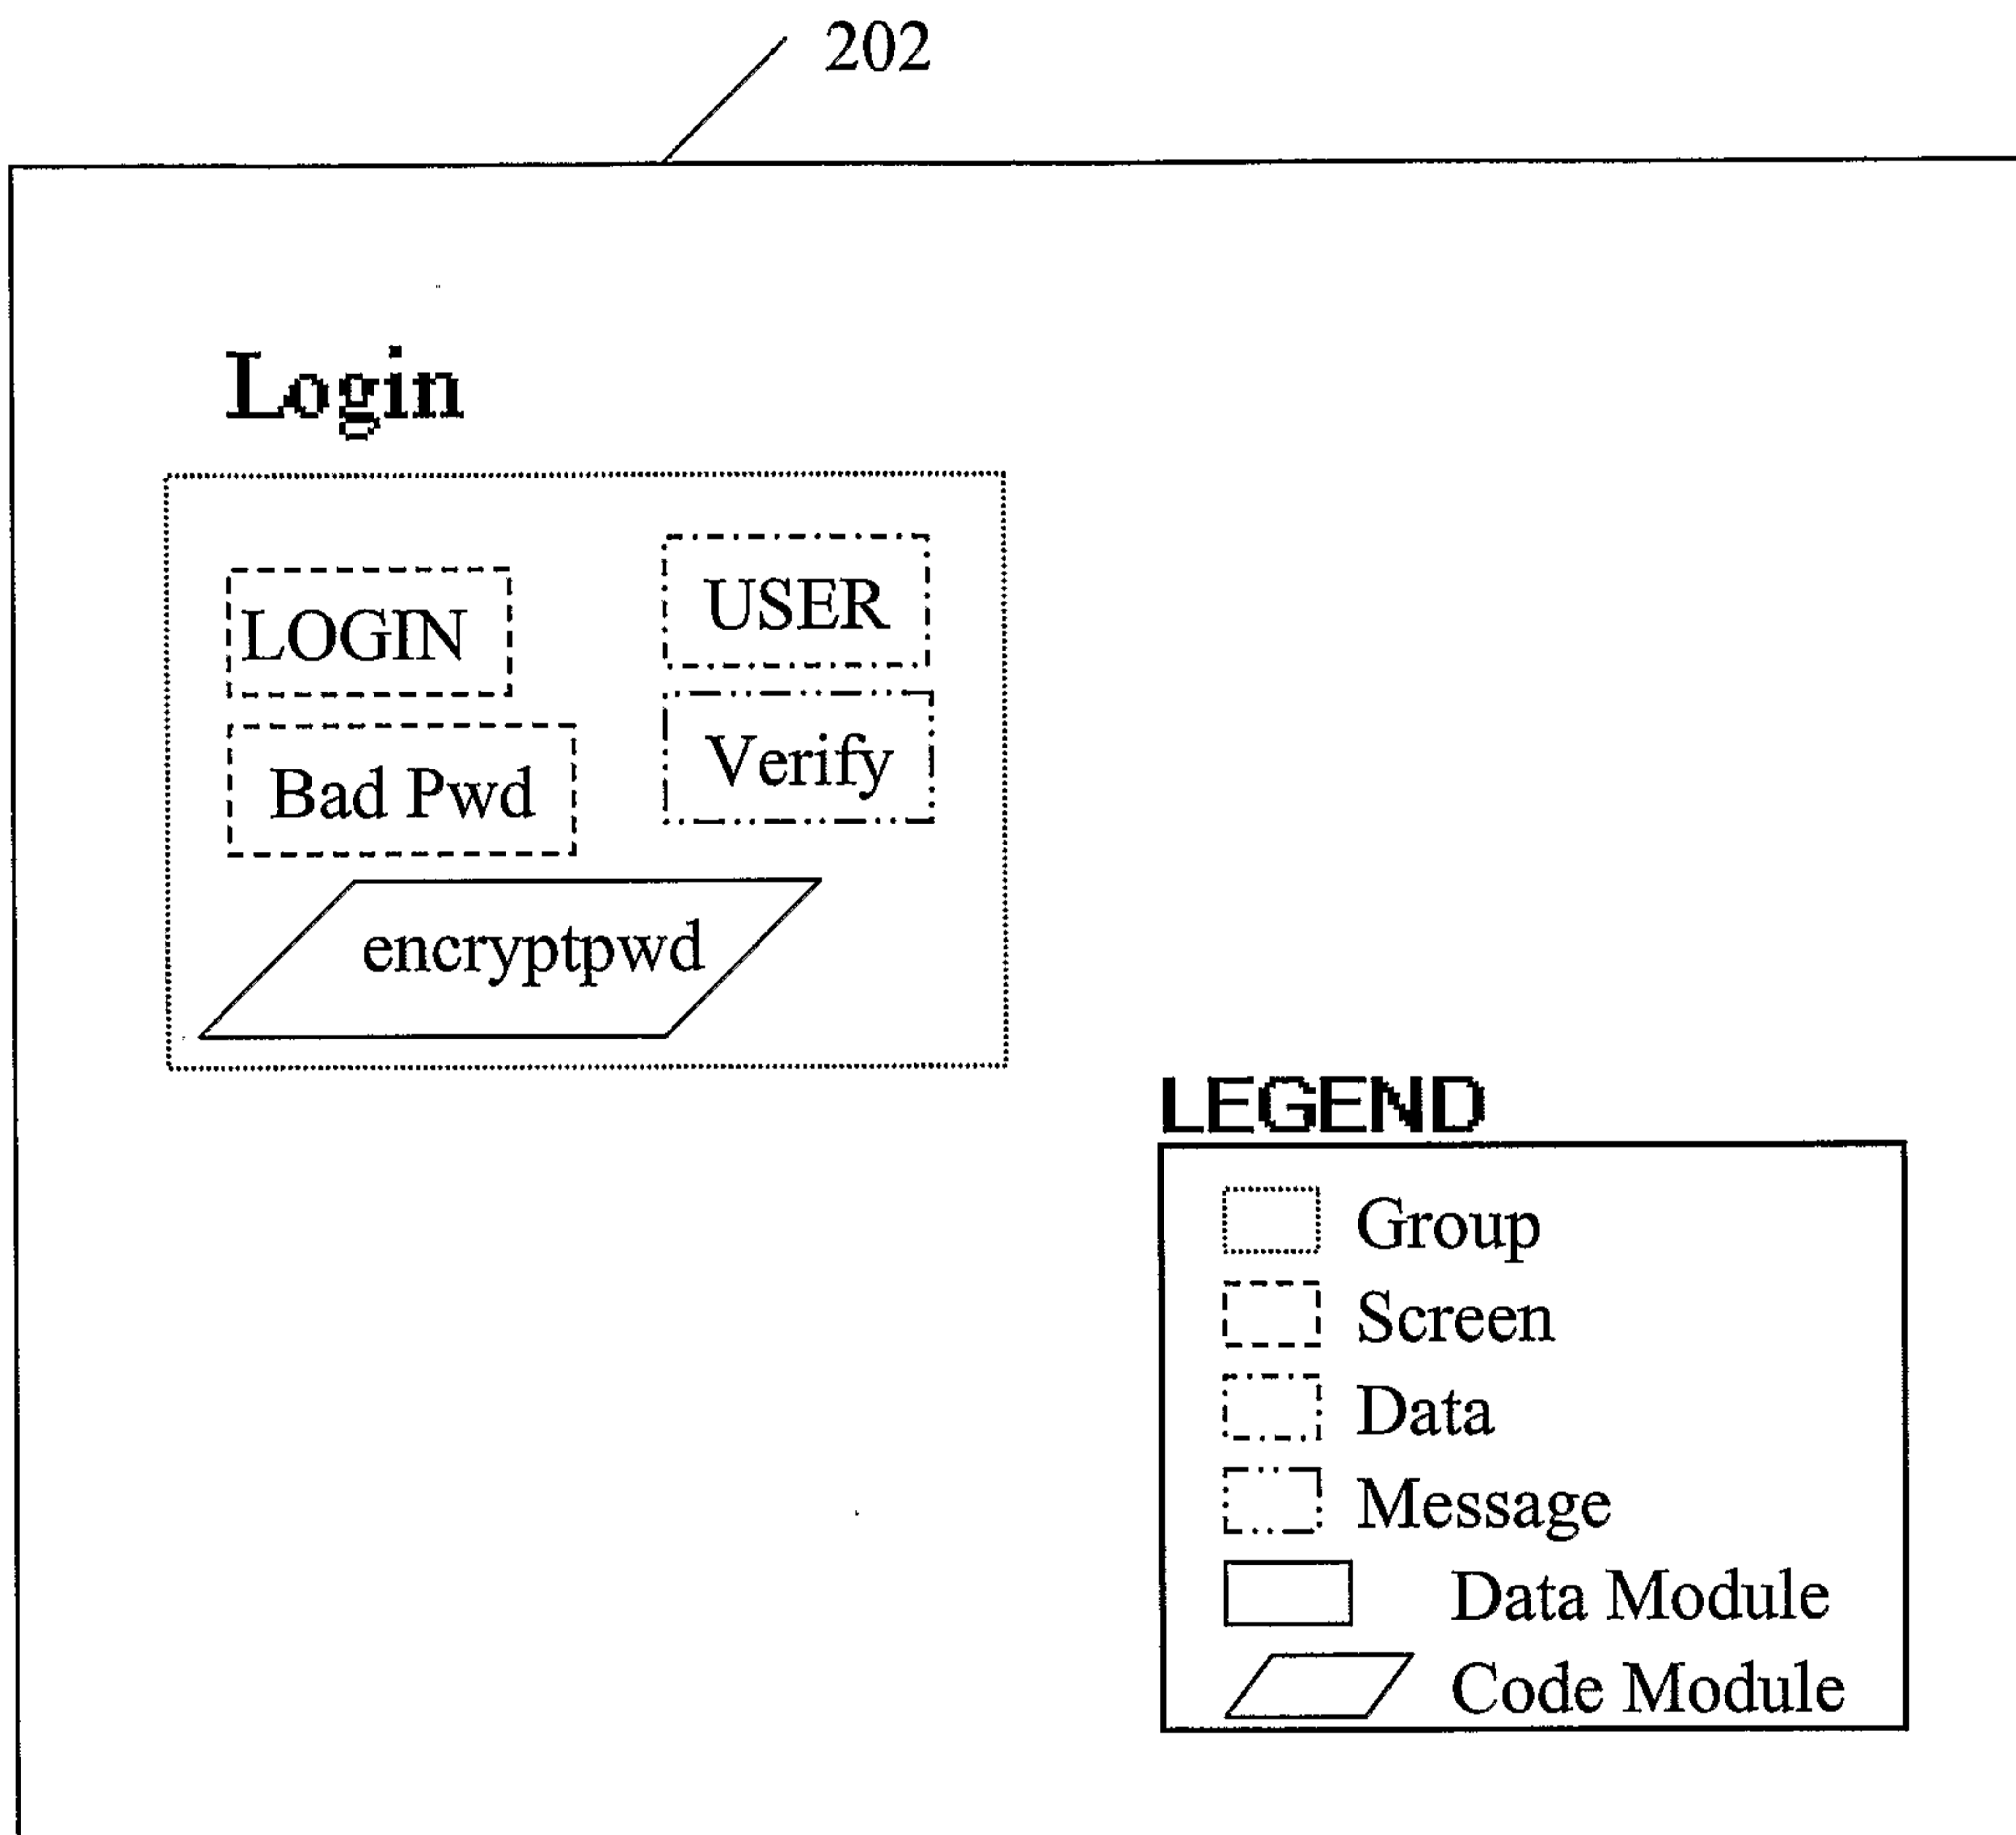 202
Login
LOGIN
USER
Bad Pwd
Verify
encryptpwd
LEGEND
Group
Screen
Data
Message
Data Module
Code Module